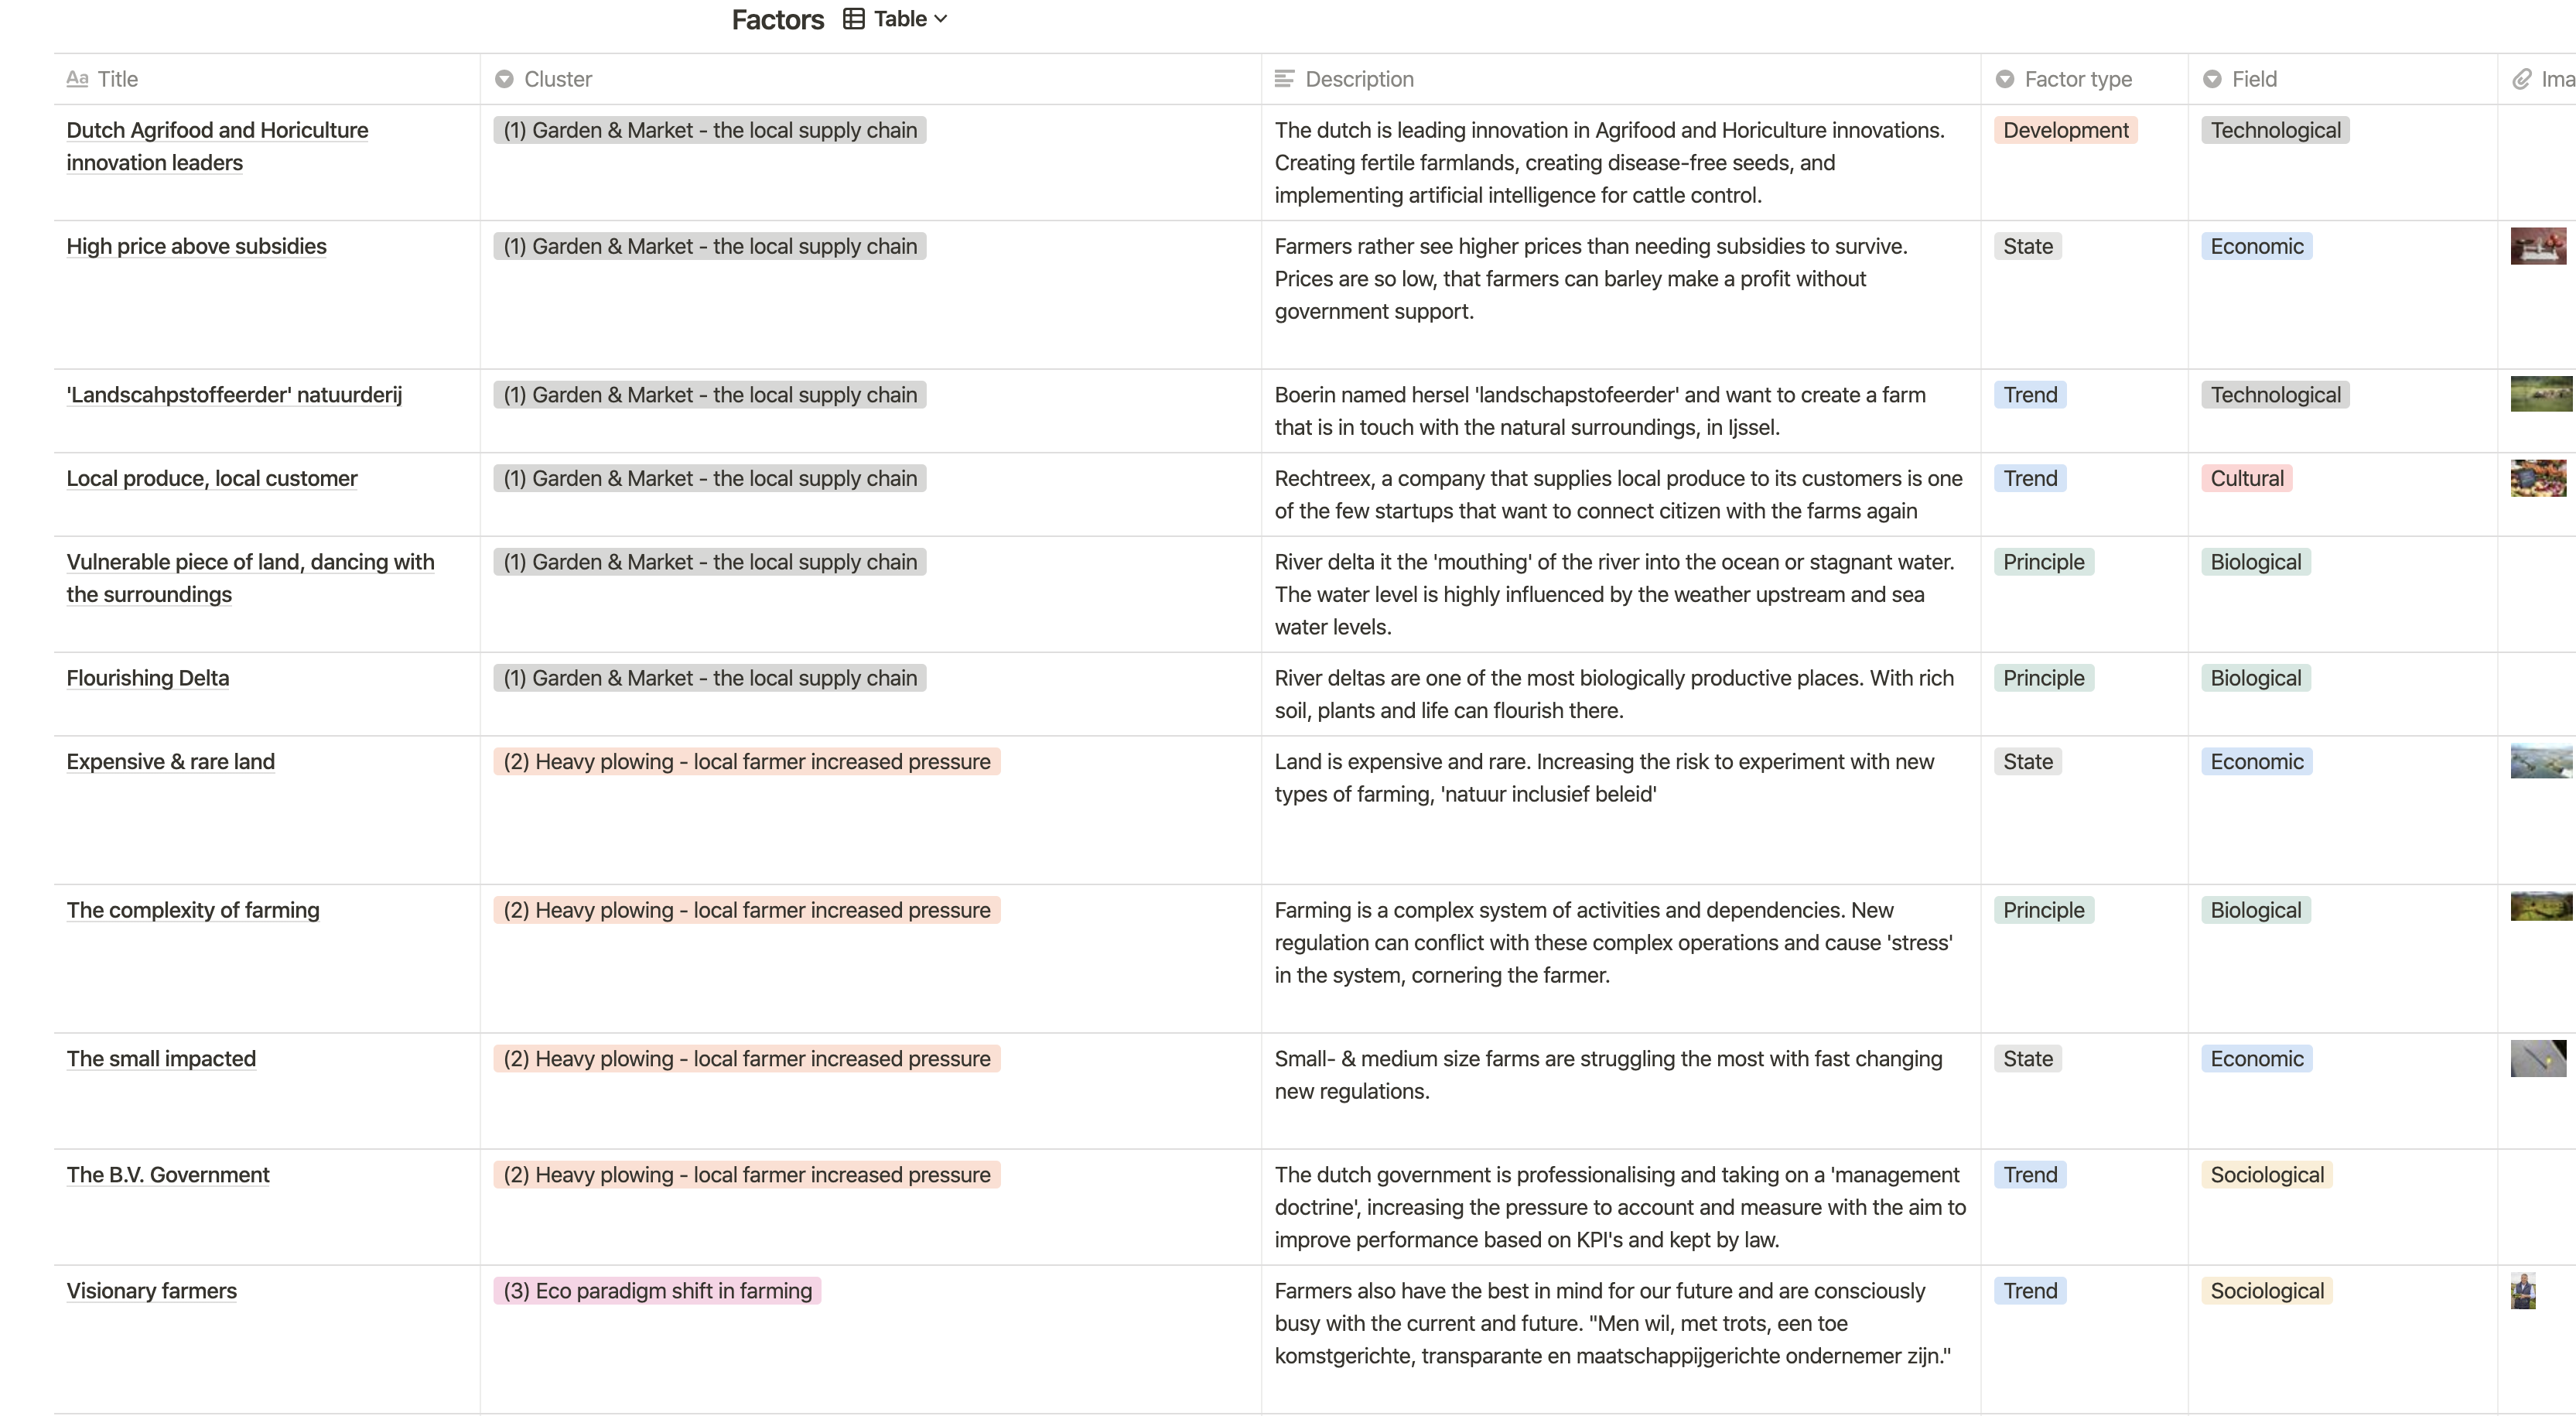 Factors Table
Aa Title Cluster Description Factor type Field Ima
Dutch Agrifood and Horiculture
innovation leaders
(1) Garden & Market - the local supply chain
The dutch is leading innovation in Agrifood and Horiculture innovations.
Creating fertile farmlands, creating disease-free seeds, and
implementing artificial intelligence for cattle control.
Development
Technological
High price above subsidies
(1) Garden & Market - the local supply chain
Farmers rather see higher prices than needing subsidies to survive.
Prices are so low, that farmers can barley make a profit without
government support.
State
Economic
'Landscahpstoffeerder' natuurderij
(1) Garden & Market - the local supply chain
Boerin named hersel 'landschapstofeerder' and want to create a farm
that is in touch with the natural surroundings, in Ijssel.
Trend
Technological
Local produce, local customer
(1) Garden & Market - the local supply chain
Rechtreex, a company that supplies local produce to its customers is one
of the few startups that want to connect citizen with the farms again
Trend
Cultural
Vulnerable piece of land, dancing with
the surroundings
(1) Garden & Market - the local supply chain
River delta it the 'mouthing' of the river into the ocean or stagnant water.
The water level is highly influenced by the weather upstream and sea
water levels.
Principle
Biological
Flourishing Delta
(1) Garden & Market - the local supply chain
River deltas are one of the most biologically productive places. With rich
soil, plants and life can flourish there.
Principle
Biological
Expensive & rare land
(2) Heavy plowing - local farmer increased pressure
Land is expensive and rare. Increasing the risk to experiment with new
types of farming, 'natuur inclusief beleid'
State
Economic
The complexity of farming
(2) Heavy plowing - local farmer increased pressure
Farming is a complex system of activities and dependencies. New
regulation can conflict with these complex operations and cause 'stress'
in the system, cornering the farmer.
Principle
Biological
The small impacted
(2) Heavy plowing - local farmer increased pressure
Small- & medium size farms are struggling the most with fast changing
new regulations.
State
Economic
The B.V. Government
(2) Heavy plowing - local farmer increased pressure
The dutch government is professionalising and taking on a 'management
doctrine', increasing the pressure to account and measure with the aim to
improve performance based on KPI's and kept by law.
Trend
Sociological
Visionary farmers
(3) Eco paradigm shift in farming
Farmers also have the best in mind for our future and are consciously
busy with the current and future. "Men wil, met trots, een toe
komstgerichte, transparante en maatschappijgerichte ondernemer zijn."
Trend
Sociological